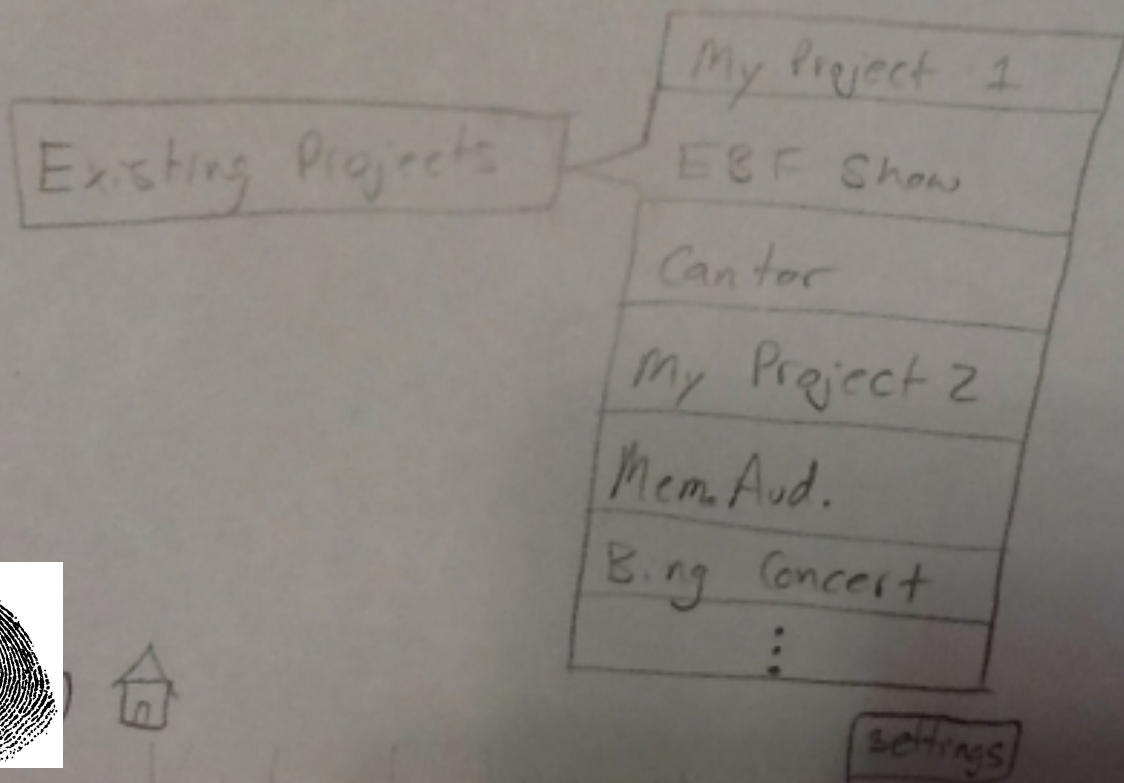 My Project 1
Existing Projects
EBF Show
Cantor
My Project 2
Mem. Aud.
Bing Concert
settings